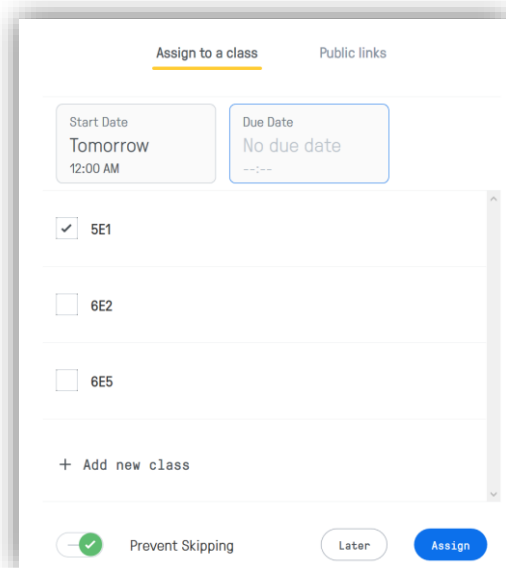 Assign to a class Public links
Start Date Due Date
Tomorrow No due date
12:00 AM --:--
5E1
6E2
6E5
+ Add new class
Prevent Skipping Later Assign